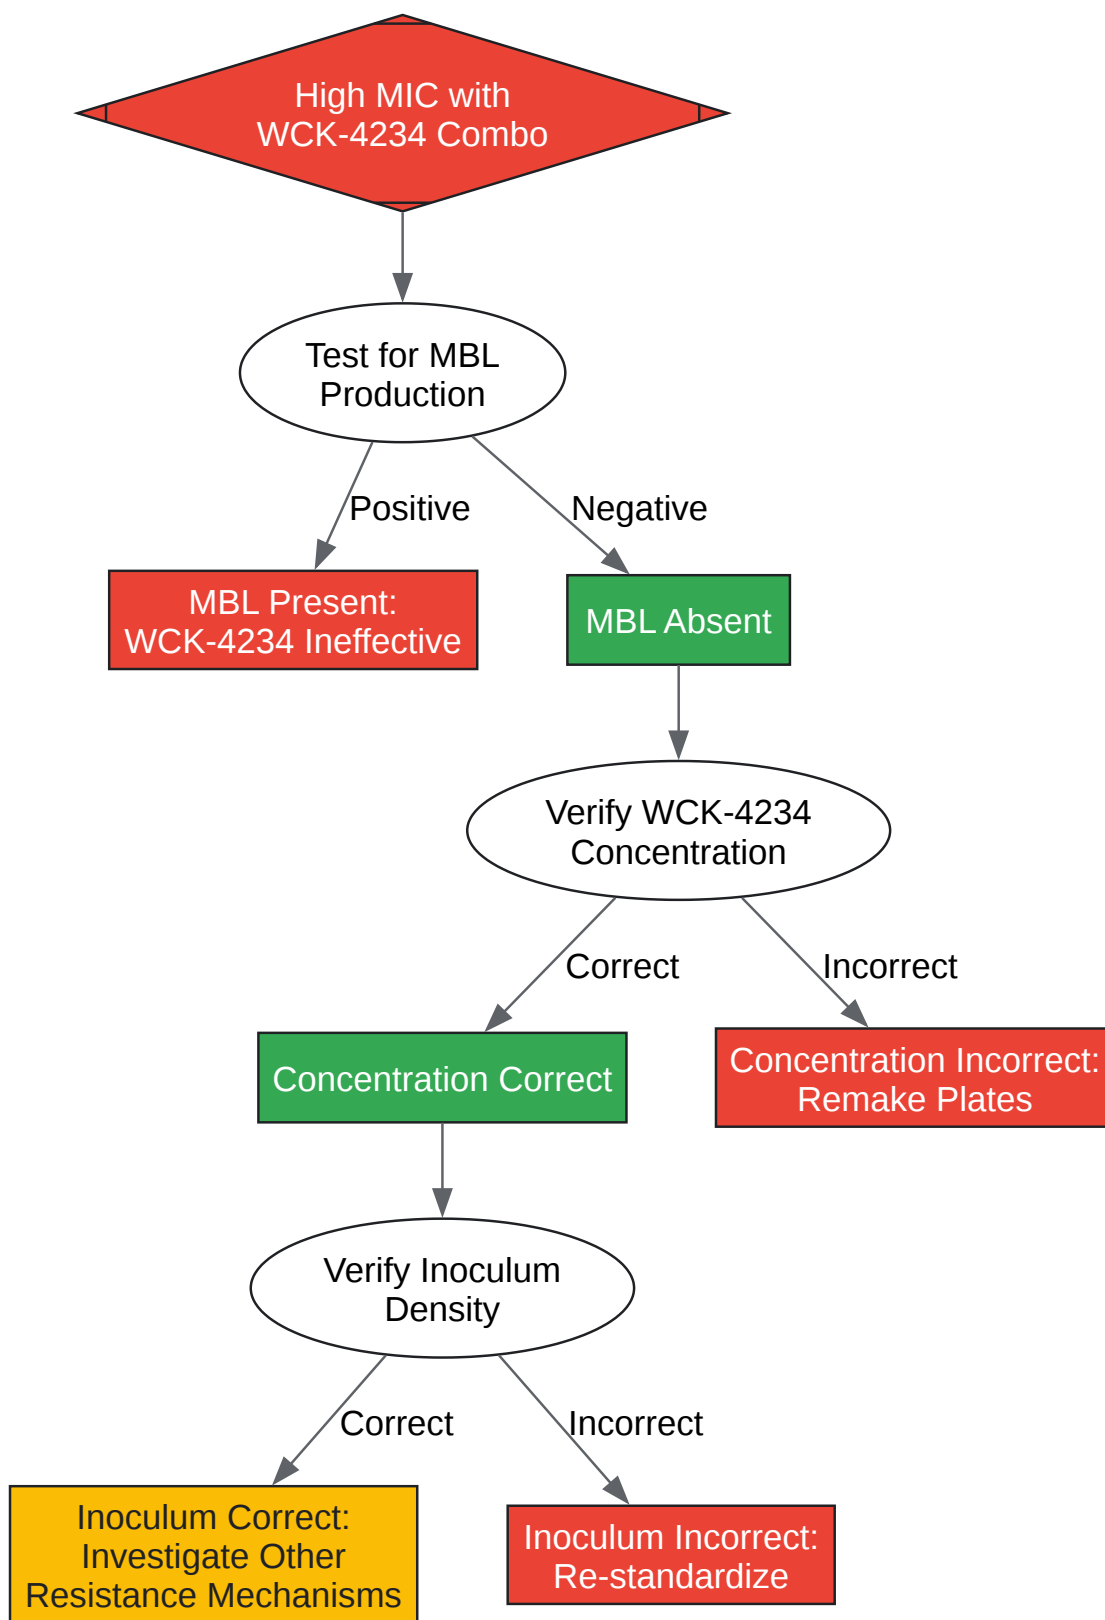 High MIC with
WCK-4234 Combo
Test for MBL
Production
Positive
Negative
MBL Present:
WCK-4234 Ineffective
MBL Absent
Verify WCK-4234
Concentration
Correct
Incorrect
Concentration Correct
Concentration Incorrect:
Remake Plates
Verify Inoculum
Density
Correct
Incorrect
Inoculum Correct:
Investigate Other
Resistance Mechanisms
Inoculum Incorrect:
Re-standardize